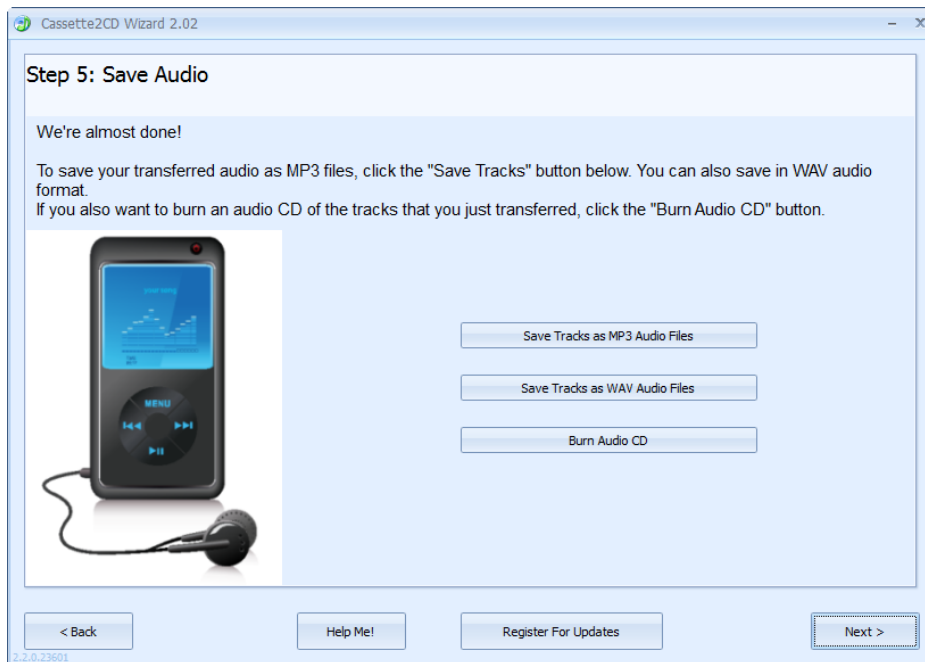 Cassette2CD Wizard 2.02
Step 5: Save Audio
We're almost done!
To save your transferred audio as MP3 files, click the "Save Tracks" button below. You can also save in WAV audio
format.
If you also want to burn an audio CD of the tracks that you just transferred, click the "Burn Audio CD" button.
your song
MENU
Save Tracks as MP3 Audio Files
Save Tracks as WAV Audio Files
Burn Audio CD
< Back
Help Me!
Register For Updates
Next >
2.2.0.23601